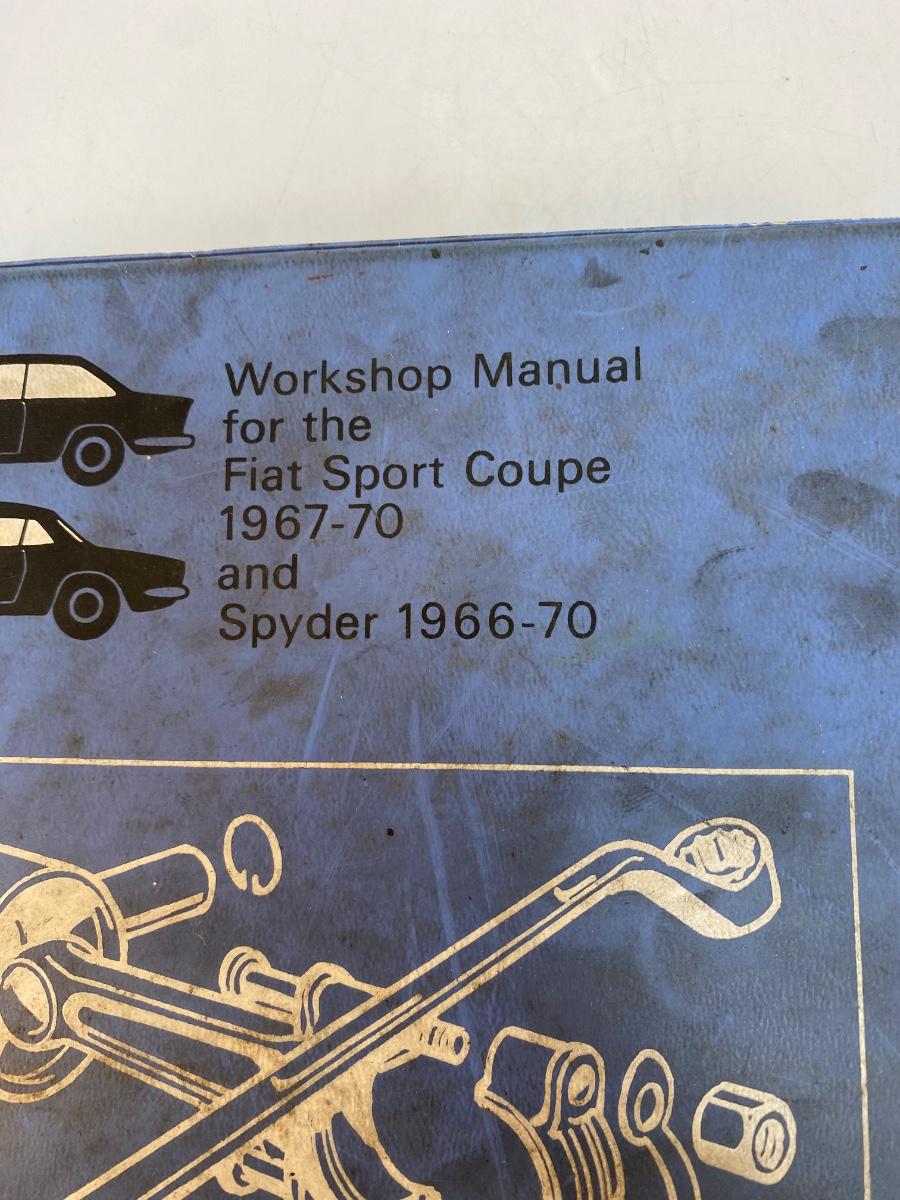 Workshop Manual
for the
Fiat Sport Coupe
1967-70
and
Spyder 1966-70